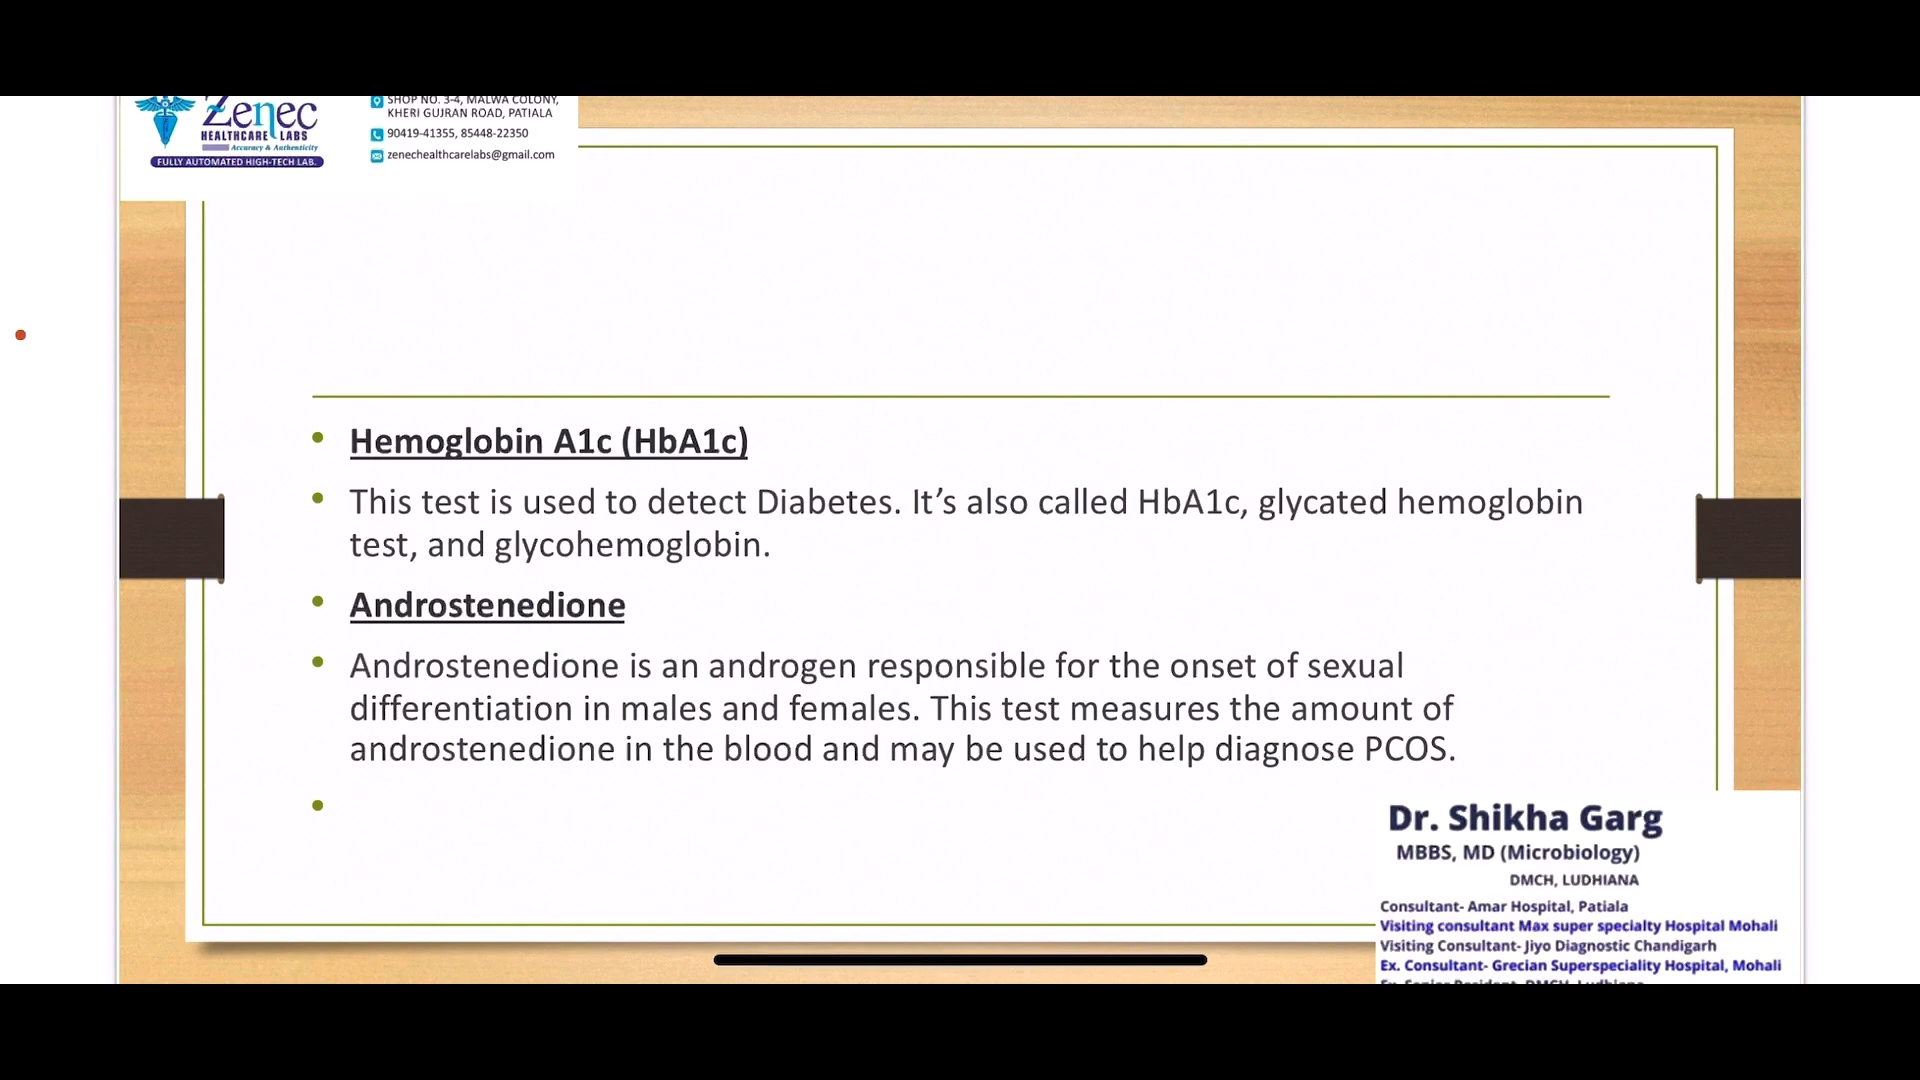 Zenec
HEALTHCARE LABS
Accuracy & Authenticity
FULLY AUTOMATED HIGH-TECH LAB.
SHOP NO. 3-4, MALWA COLONY,
KHERI GUJRAN ROAD, PATIALA
90419-41355, 85448-22350
zenechealthcarelabs@gmail.com
• Hemoglobin A1c (HbA1c)
• This test is used to detect Diabetes. It’s also called HbA1c, glycated hemoglobin
test, and glycohemoglobin.
• Androstenedione
• Androstenedione is an androgen responsible for the onset of sexual
differentiation in males and females. This test measures the amount of
androstenedione in the blood and may be used to help diagnose PCOS.
•
Dr. Shikha Garg
MBBS, MD (Microbiology)
DMCH, LUDHIANA
Consultant- Amar Hospital, Patiala
Visiting consultant Max super specialty Hospital Mohali
Visiting Consultant- Jiyo Diagnostic Chandigarh
Ex. Consultant- Grecian Superspeciality Hospital, Mohali